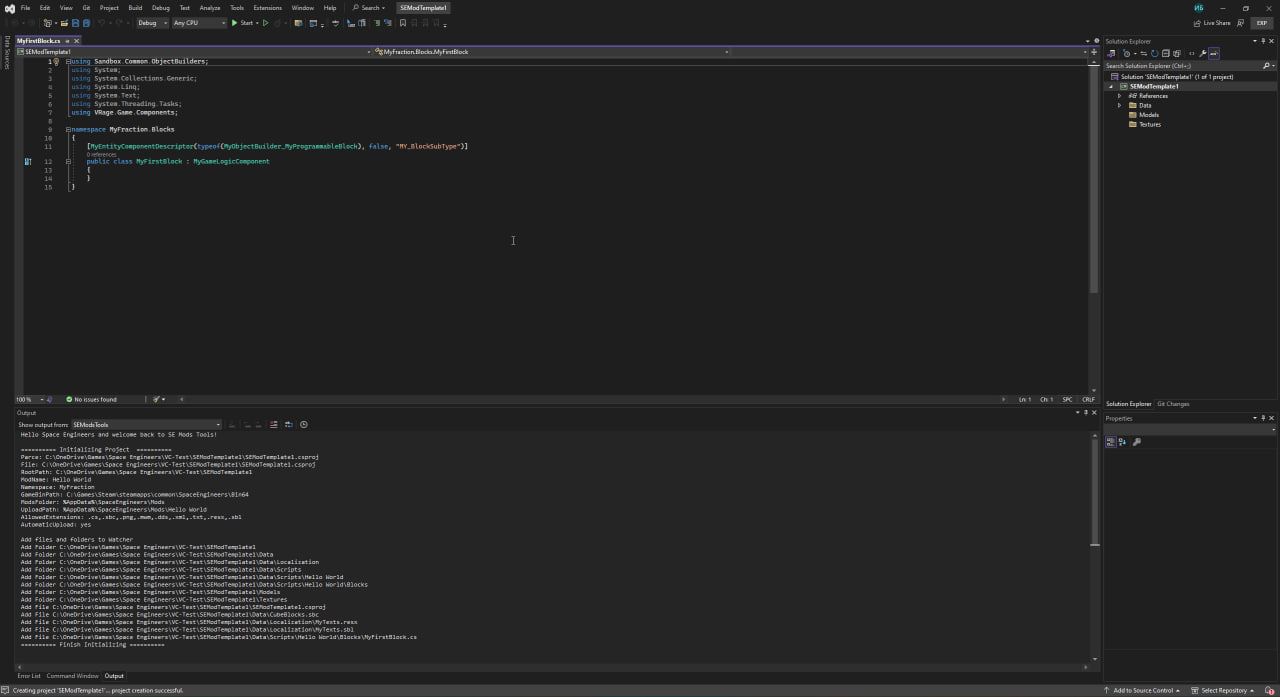 File Edit View Git Project Build Debug Test Analyze Tools Extensions Window Help Search SEModTemplate1 ИБ
Debug Any CPU Start Live Share EXP
Data Sources
MyFirstBlock.cs
SEModTemplate1 MyFraction.Blocks.MyFirstBlock
1 using Sandbox.Common.ObjectBuilders;
2 using System;
3 using System.Collections.Generic;
4 using System.Linq;
5 using System.Text;
6 using System.Threading.Tasks;
7 using VRage.Game.Components;
8
9 namespace MyFraction.Blocks
10 {
11 [MyEntityComponentDescriptor(typeof(MyObjectBuilder_MyProgrammableBlock), false, "MY_BlockSubType")]
0 references
12 public class MyFirstBlock : MyGameLogicComponent
13 {
14 }
15 }
100 % No issues found Ln: 1 Ch: 1 SPC CRLF
Output
Show output from: SEModsTools
Hello Space Engineers and welcome back to SE Mods Tools!
========== Initializing Project ==========
Parce: C:\OneDrive\Games\Space Engineers\VC-Test\SEModTemplate1\SEModTemplate1.csproj
File: C:\OneDrive\Games\Space Engineers\VC-Test\SEModTemplate1\SEModTemplate1.csproj
RootPath: C:\OneDrive\Games\Space Engineers\VC-Test\SEModTemplate1
ModName: Hello World
Namespace: MyFraction
GameBinPath: C:\Games\Steam\steamapps\common\SpaceEngineers\Bin64
ModsFolder: %AppData%\SpaceEngineers\Mods
UploadPath: %AppData%\SpaceEngineers\Mods\Hello World
AllowedExtensions: .cs,.sbc,.png,.mwm,.dds,.xml,.txt,.resx,.sbl
AutomaticUpload: yes
Add files and folders to Watcher
Add Folder C:\OneDrive\Games\Space Engineers\VC-Test\SEModTemplate1
Add Folder C:\OneDrive\Games\Space Engineers\VC-Test\SEModTemplate1\Data
Add Folder C:\OneDrive\Games\Space Engineers\VC-Test\SEModTemplate1\Data\Localization
Add Folder C:\OneDrive\Games\Space Engineers\VC-Test\SEModTemplate1\Data\Scripts
Add Folder C:\OneDrive\Games\Space Engineers\VC-Test\SEModTemplate1\Data\Scripts\Hello World
Add Folder C:\OneDrive\Games\Space Engineers\VC-Test\SEModTemplate1\Data\Scripts\Hello World\Blocks
Add Folder C:\OneDrive\Games\Space Engineers\VC-Test\SEModTemplate1\Models
Add Folder C:\OneDrive\Games\Space Engineers\VC-Test\SEModTemplate1\Textures
Add File C:\OneDrive\Games\Space Engineers\VC-Test\SEModTemplate1\SEModTemplate1.csproj
Add File C:\OneDrive\Games\Space Engineers\VC-Test\SEModTemplate1\Data\CubeBlocks.sbc
Add File C:\OneDrive\Games\Space Engineers\VC-Test\SEModTemplate1\Data\Localization\MyTexts.resx
Add File C:\OneDrive\Games\Space Engineers\VC-Test\SEModTemplate1\Data\Localization\MyTexts.sbl
Add File C:\OneDrive\Games\Space Engineers\VC-Test\SEModTemplate1\Data\Scripts\Hello World\Blocks\MyFirstBlock.cs
========== Finish Initializing ==========
Error List Command Window Output
Solution Explorer
Search Solution Explorer (Ctrl+;)
Solution 'SEModTemplate1' (1 of 1 project)
SEModTemplate1
References
Data
Models
Textures
Solution Explorer Git Changes
Properties
Creating project 'SEModTemplate1'... project creation successful. Add to Source Control Select Repository